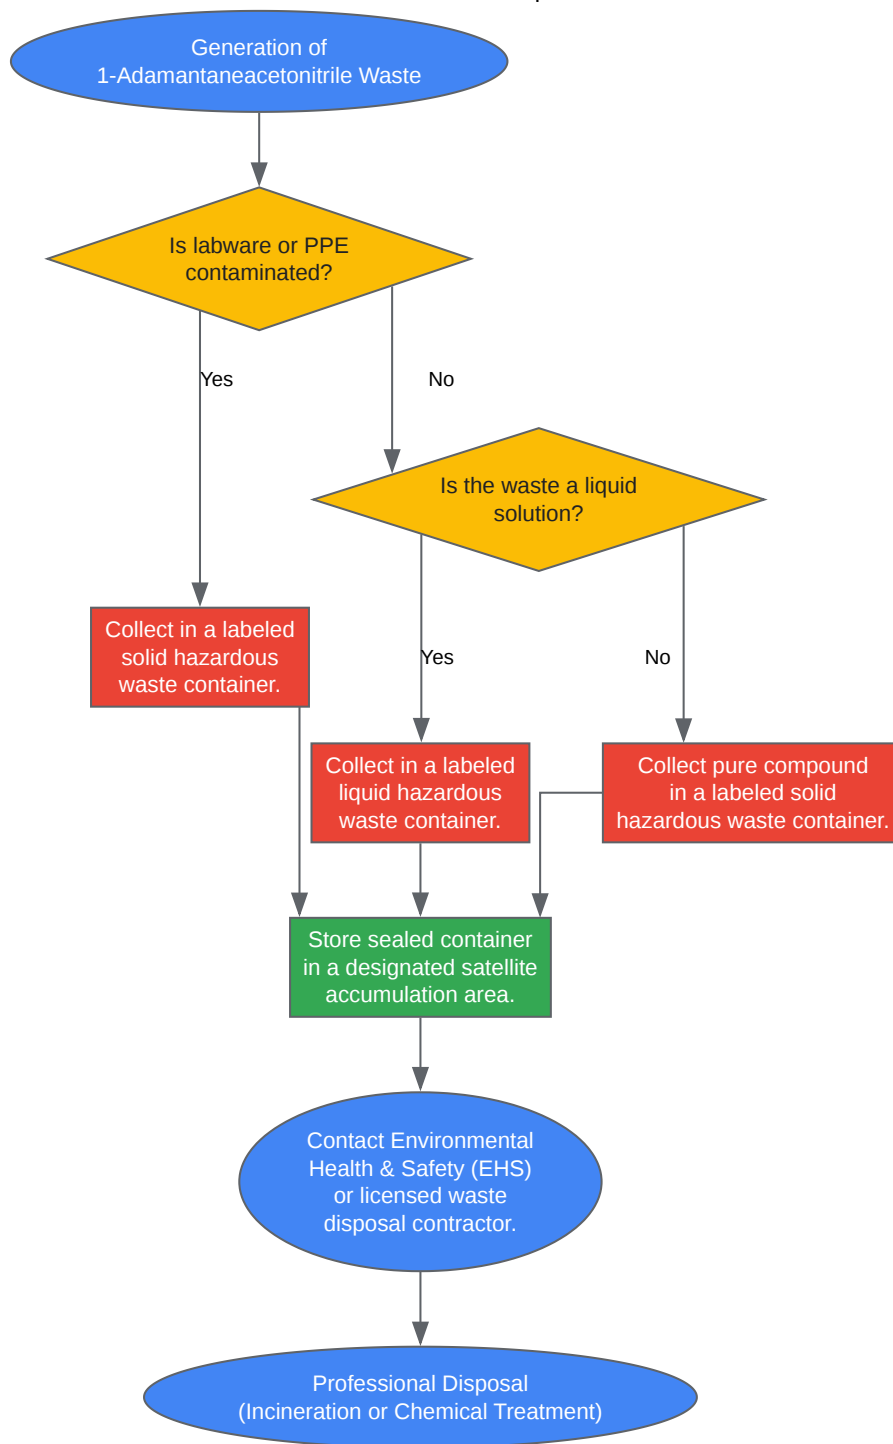 Generation of
1-Adamantaneacetonitrile Waste
Is labware or PPE
contaminated?
Yes
No
Is the waste a liquid
solution?
Collect in a labeled
solid hazardous
waste container.
Yes
No
Collect in a labeled
liquid hazardous
waste container.
Collect pure compound
in a labeled solid
hazardous waste container.
Store sealed container
in a designated satellite
accumulation area.
Contact Environmental
Health & Safety (EHS)
or licensed waste
disposal contractor.
Professional Disposal
(Incineration or Chemical Treatment)